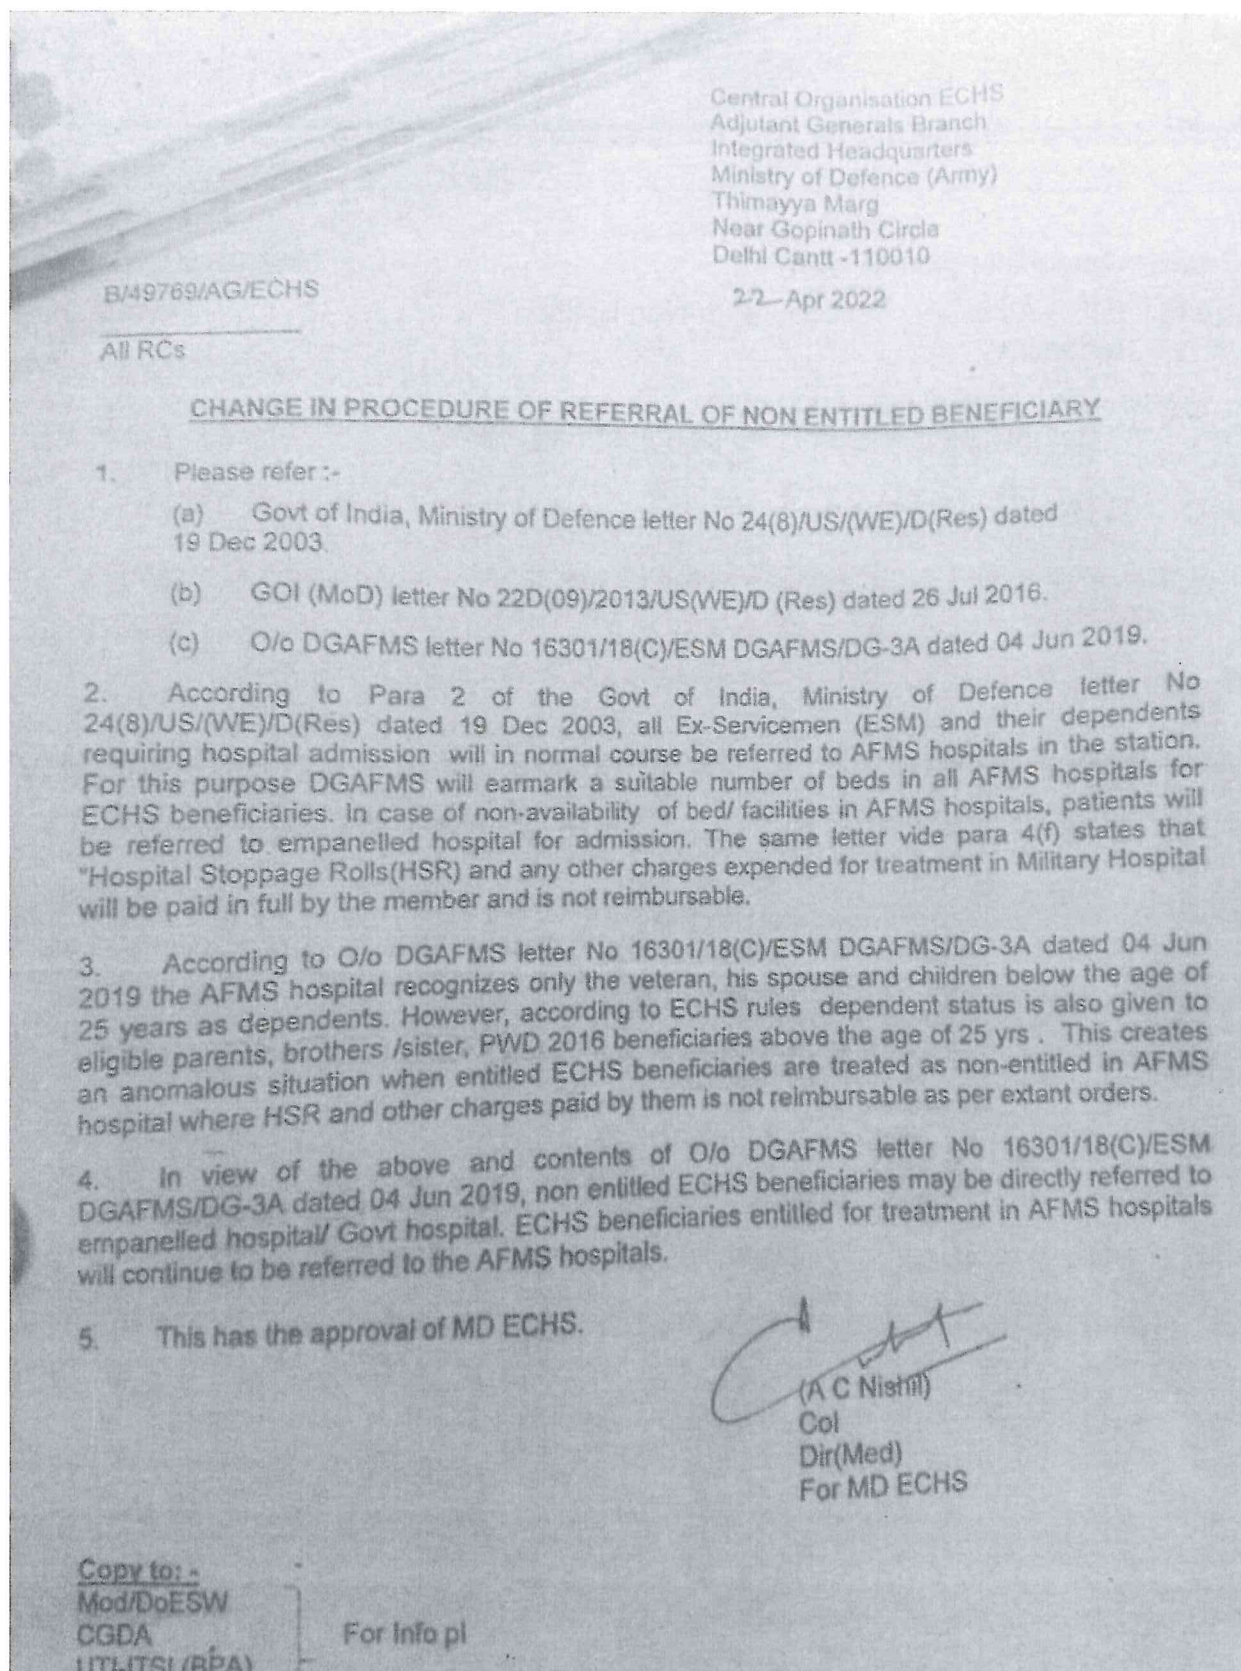 Central Organisation ECHS
Adjutant Generals Branch
Integrated Headquarters
Ministry of Defence (Army)
Thimayya Marg
Near Gopinath Circle
Delhi Cantt -110010
B/49769/AG/ECHS
22 Apr 2022
All RCs
CHANGE IN PROCEDURE OF REFERRAL OF NON ENTITLED BENEFICIARY
1. Please refer :-
(a) Govt of India, Ministry of Defence letter No 24(8)/US/(WE)/D(Res) dated
19 Dec 2003.
(b) GOI (MoD) letter No 22D(09)/2013/US(WE)/D (Res) dated 26 Jul 2016.
(c) O/o DGAFMS letter No 16301/18(C)/ESM DGAFMS/DG-3A dated 04 Jun 2019.
2. According to Para 2 of the Govt of India, Ministry of Defence letter No
24(8)/US/(WE)/D(Res) dated 19 Dec 2003, all Ex-Servicemen (ESM) and their dependents
requiring hospital admission will in normal course be referred to AFMS hospitals in the station.
For this purpose DGAFMS will earmark a suitable number of beds in all AFMS hospitals for
ECHS beneficiaries. In case of non-availability of bed/ facilities in AFMS hospitals, patients will
be referred to empanelled hospital for admission. The same letter vide para 4(f) states that
"Hospital Stoppage Rolls(HSR) and any other charges expended for treatment in Military Hospital
will be paid in full by the member and is not reimbursable.
3. According to O/o DGAFMS letter No 16301/18(C)/ESM DGAFMS/DG-3A dated 04 Jun
2019 the AFMS hospital recognizes only the veteran, his spouse and children below the age of
25 years as dependents. However, according to ECHS rules dependent status is also given to
eligible parents, brothers /sister, PWD 2016 beneficiaries above the age of 25 yrs . This creates
an anomalous situation when entitled ECHS beneficiaries are treated as non-entitled in AFMS
hospital where HSR and other charges paid by them is not reimbursable as per extant orders.
4. In view of the above and contents of O/o DGAFMS letter No 16301/18(C)/ESM
DGAFMS/DG-3A dated 04 Jun 2019, non entitled ECHS beneficiaries may be directly referred to
empanelled hospital/ Govt hospital. ECHS beneficiaries entitled for treatment in AFMS hospitals
will continue to be referred to the AFMS hospitals.
5. This has the approval of MD ECHS.
(A C Nishil)
Col
Dir(Med)
For MD ECHS
Copy to: -
Mod/DoESW
CGDA
For Info pl
UTI-ITSL(BPA)